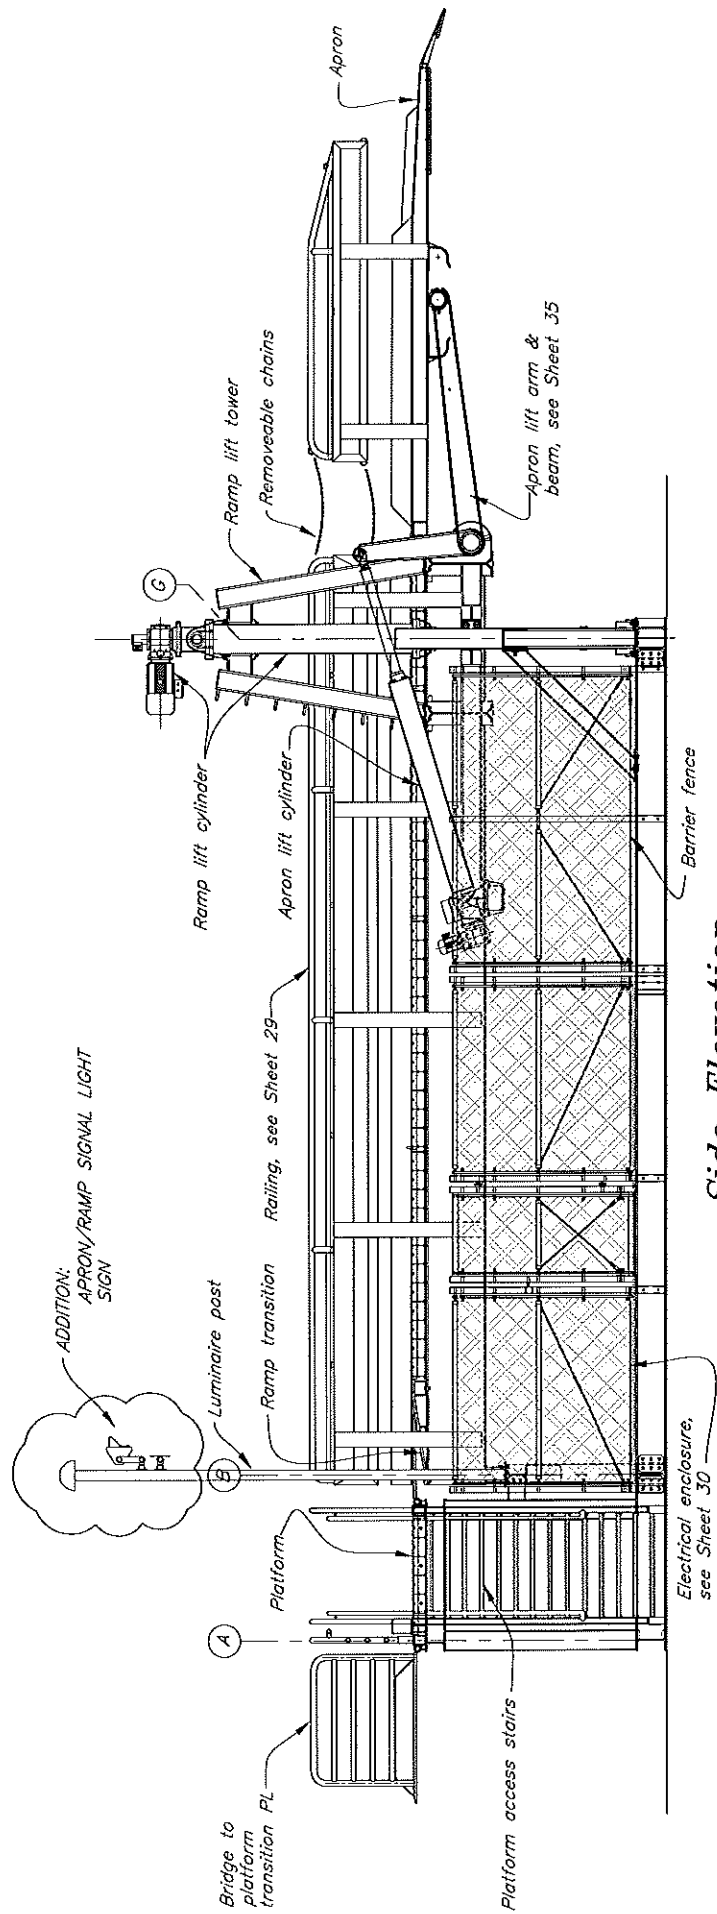 ADDITION:
APRON/RAMP SIGNAL LIGHT
SIGN
Luminaire post
B
Ramp transition
Railing, see Sheet 29
Apron lift cylinder
Ramp lift cylinder
G
Ramp lift tower
Removeable chains
Apron
Platform
A
Bridge to
platform
transition PL
Platform access stairs
Electrical enclosure,
see Sheet 30
Barrier fence
Apron lift arm &
beam, see Sheet 35
Side Elevation